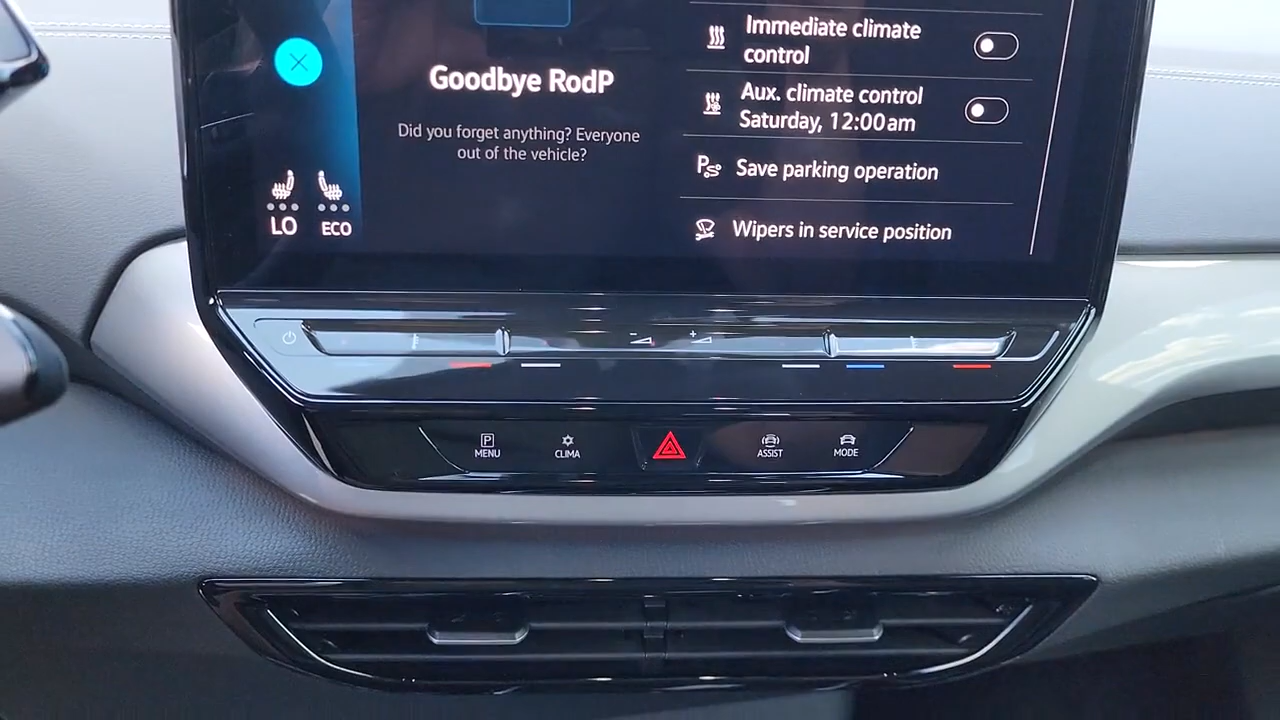 Goodbye RodP
Did you forget anything? Everyone
out of the vehicle?
LO
ECO
Immediate climate
control
Aux. climate control
Saturday, 12:00 am
Save parking operation
Wipers in service position
- +
P
MENU
CLIMA
ASSIST
MODE